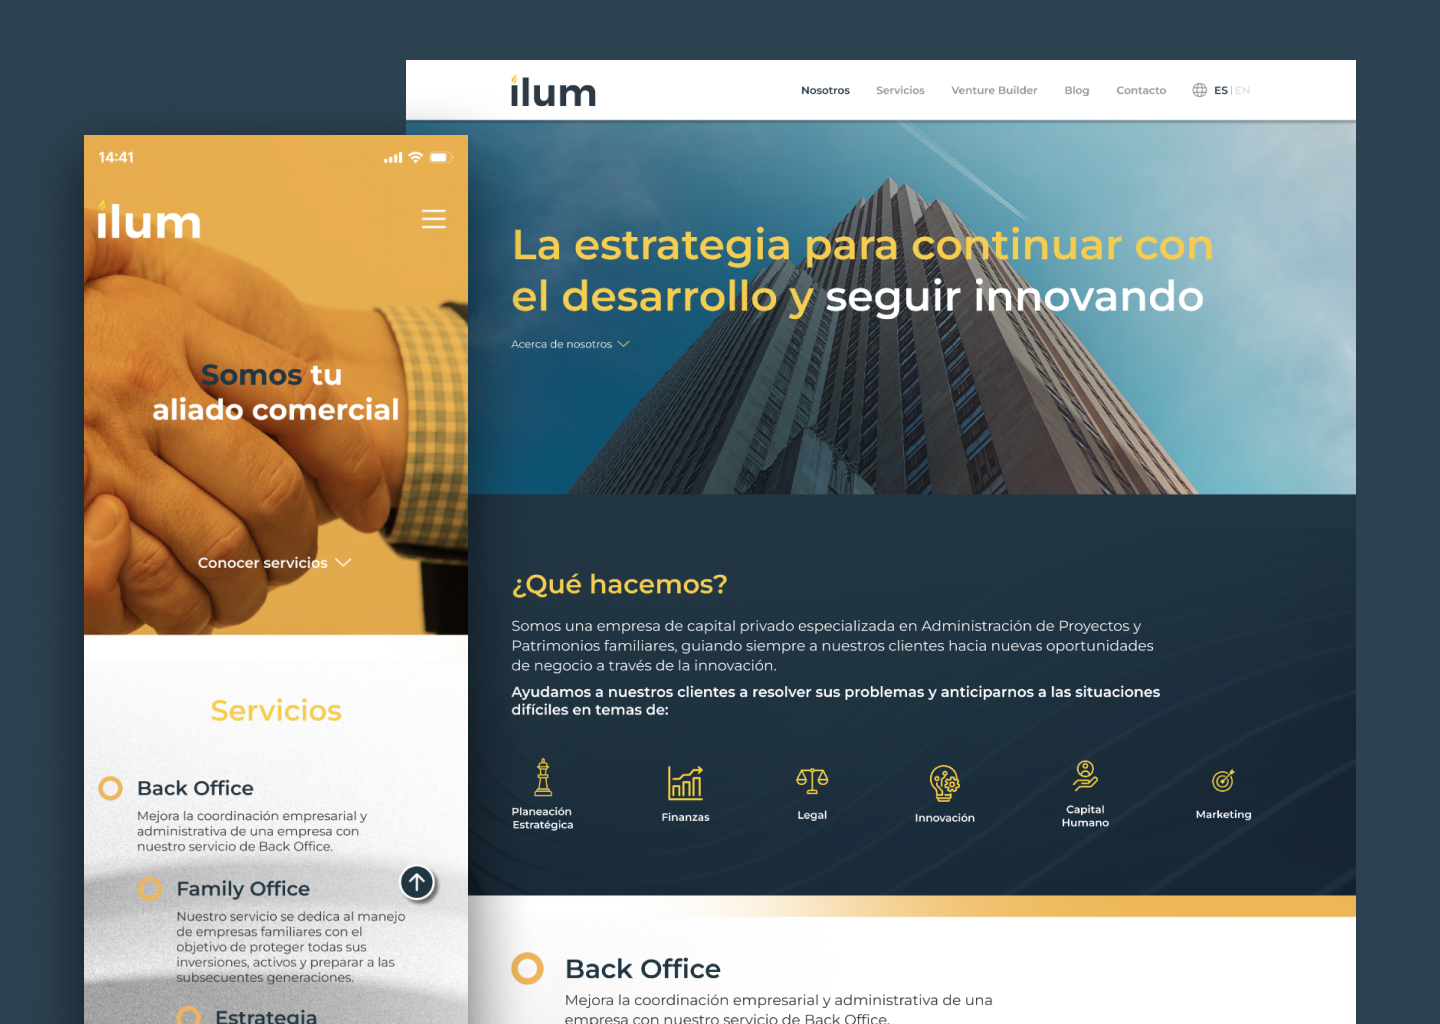 ilum
Nosotros
Servicios
Venture Builder
Blog
Contacto
ES | EN
La estrategia para continuar con
el desarrollo y seguir innovando
Acerca de nosotros
¿Qué hacemos?
Somos una empresa de capital privado especializada en Administración de Proyectos y
Patrimonios familiares, guiando siempre a nuestros clientes hacia nuevas oportunidades
de negocio a través de la innovación.
Ayudamos a nuestros clientes a resolver sus problemas y anticiparnos a las situaciones
difíciles en temas de:
Planeación
Estratégica
Finanzas
Legal
Innovación
Capital
Humano
Marketing
Back Office
Mejora la coordinación empresarial y administrativa de una
empresa con nuestro servicio de Back Office.
14:41
ilum
Somos tu
aliado comercial
Conocer servicios
Servicios
Back Office
Mejora la coordinación empresarial y
administrativa de una empresa con
nuestro servicio de Back Office.
Family Office
Nuestro servicio se dedica al manejo
de empresas familiares con el
objetivo de proteger todas sus
inversiones, activos y preparar a las
subsecuentes generaciones.
Estrategia